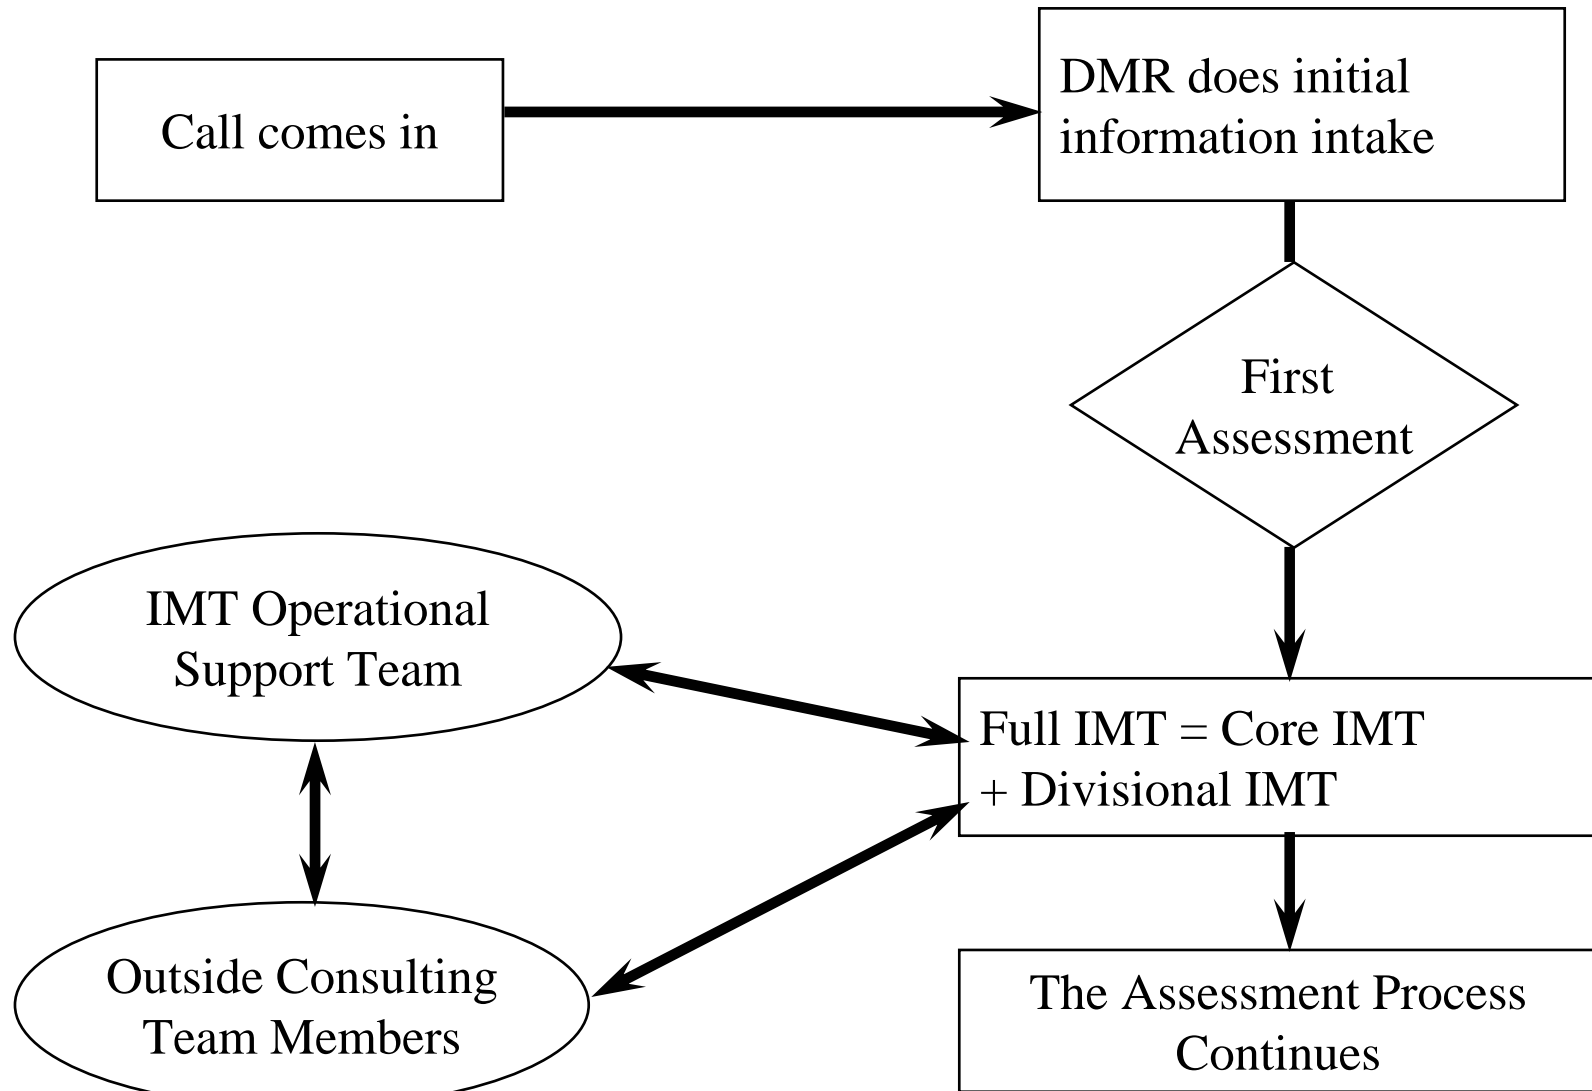 Call comes in
DMR does initial
information intake
First
Assessment
IMT Operational
Support Team
Full IMT = Core IMT
+ Divisional IMT
Outside Consulting
Team Members
The Assessment Process
Continues